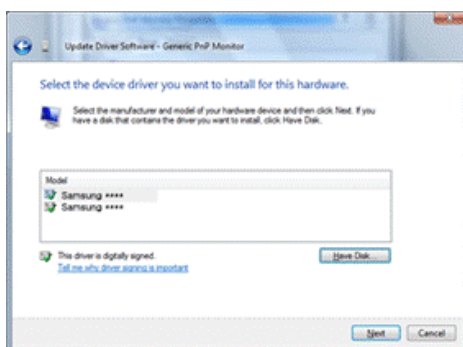 Update Driver Software - Generic PnP Monitor
Select the device driver you want to install for this hardware.
Select the manufacturer and model of your hardware device and then click Next. If you
have a disk that contains the driver you want to install, click Have Disk.
Model
Samsung ****
Samsung ****
This driver is digitally signed.
Have Disk...
Tell me why driver signing is important
Next Cancel